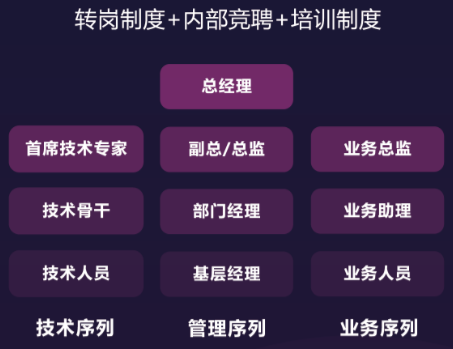 转岗制度+内部竞聘+培训制度
总经理
首席技术专家 副总/总监 业务总监
技术骨干 部门经理 业务助理
技术人员 基层经理 业务人员
技术序列 管理序列 业务序列